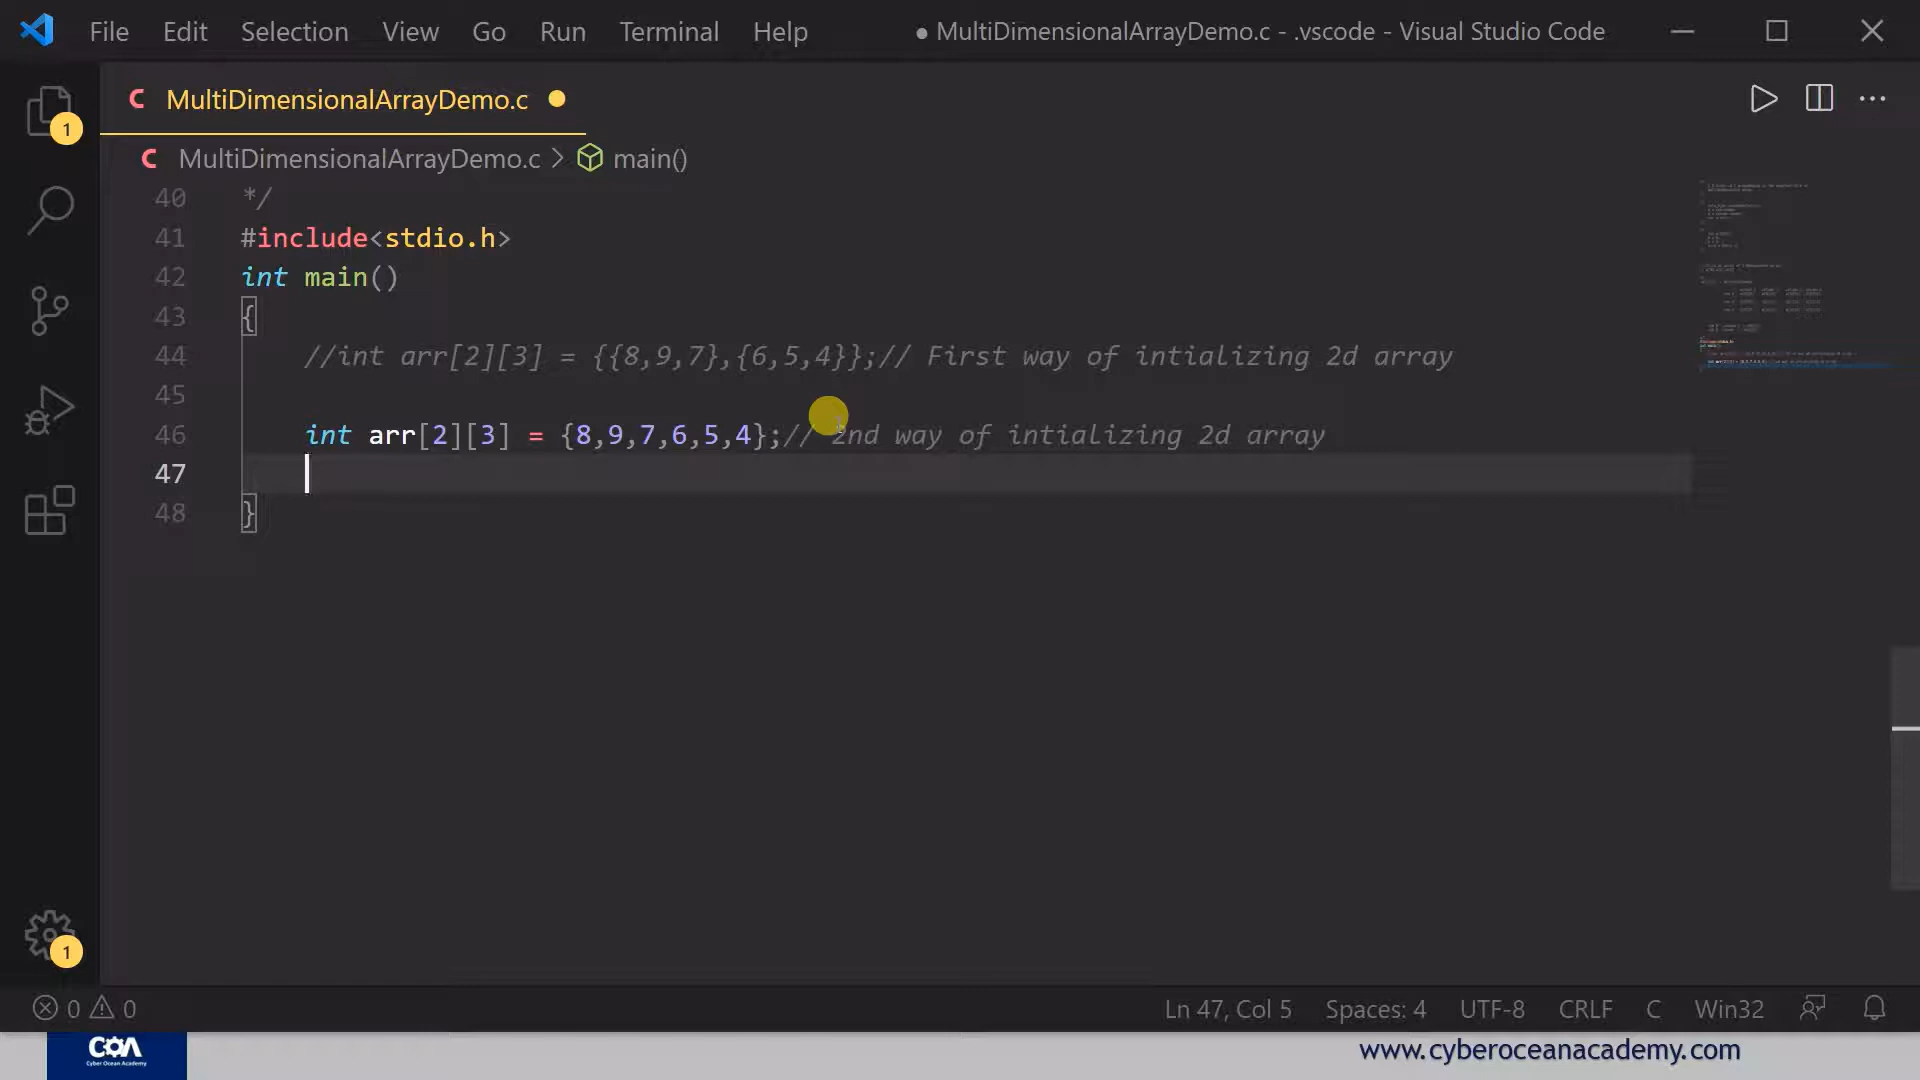 File Edit Selection View Go Run Terminal Help ● MultiDimensionalArrayDemo.c - .vscode - Visual Studio Code
C MultiDimensionalArrayDemo.c
1
C MultiDimensionalArrayDemo.c > main()
40 */
41 #include<stdio.h>
42 int main()
43 {
44 //int arr[2][3] = {{8,9,7},{6,5,4}};// First way of intializing 2d array
45
46 int arr[2][3] = {8,9,7,6,5,4};// 2nd way of intializing 2d array
47
48 }
1
0 0 Ln 47, Col 5 Spaces: 4 UTF-8 CRLF C Win32
COA
Cyber Ocean Academy
www.cyberoceanacademy.com